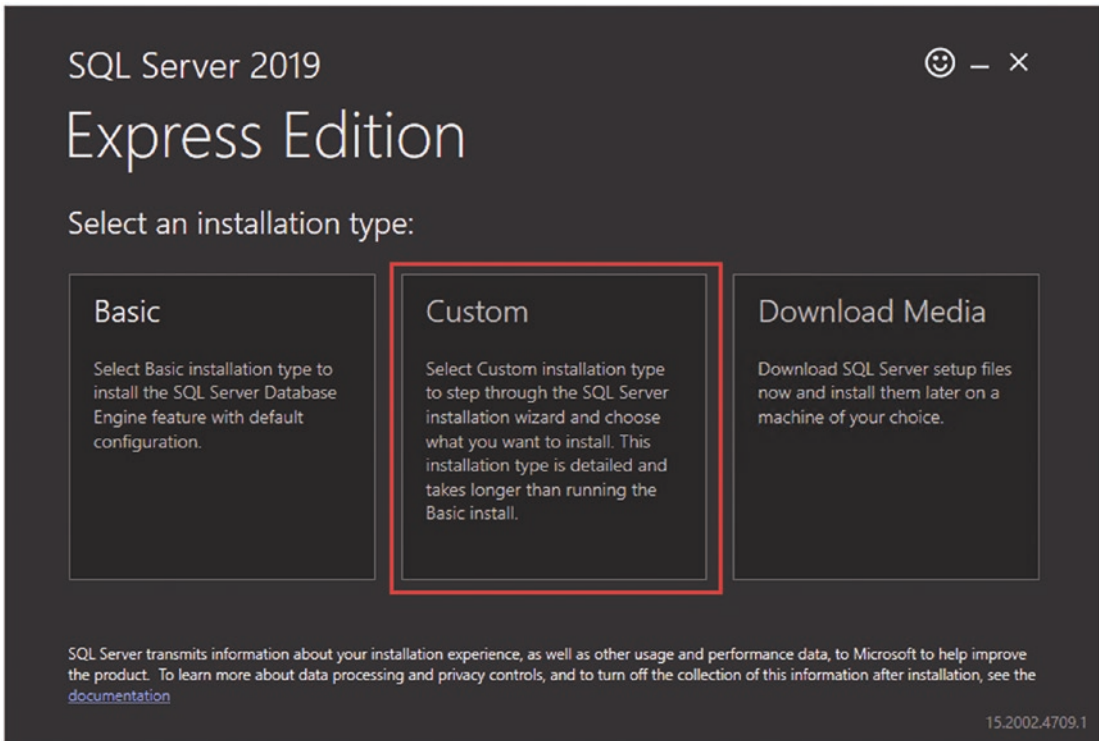 SQL Server 2019
Express Edition
Select an installation type:
Basic
Select Basic installation type to
install the SQL Server Database
Engine feature with default
configuration.
Custom
Select Custom installation type
to step through the SQL Server
installation wizard and choose
what you want to install. This
installation type is detailed and
takes longer than running the
Basic install.
Download Media
Download SQL Server setup files
now and install them later on a
machine of your choice.
SQL Server transmits information about your installation experience, as well as other usage and performance data, to Microsoft to help improve
the product. To learn more about data processing and privacy controls, and to turn off the collection of this information after installation, see the
documentation
15.2002.4709.1